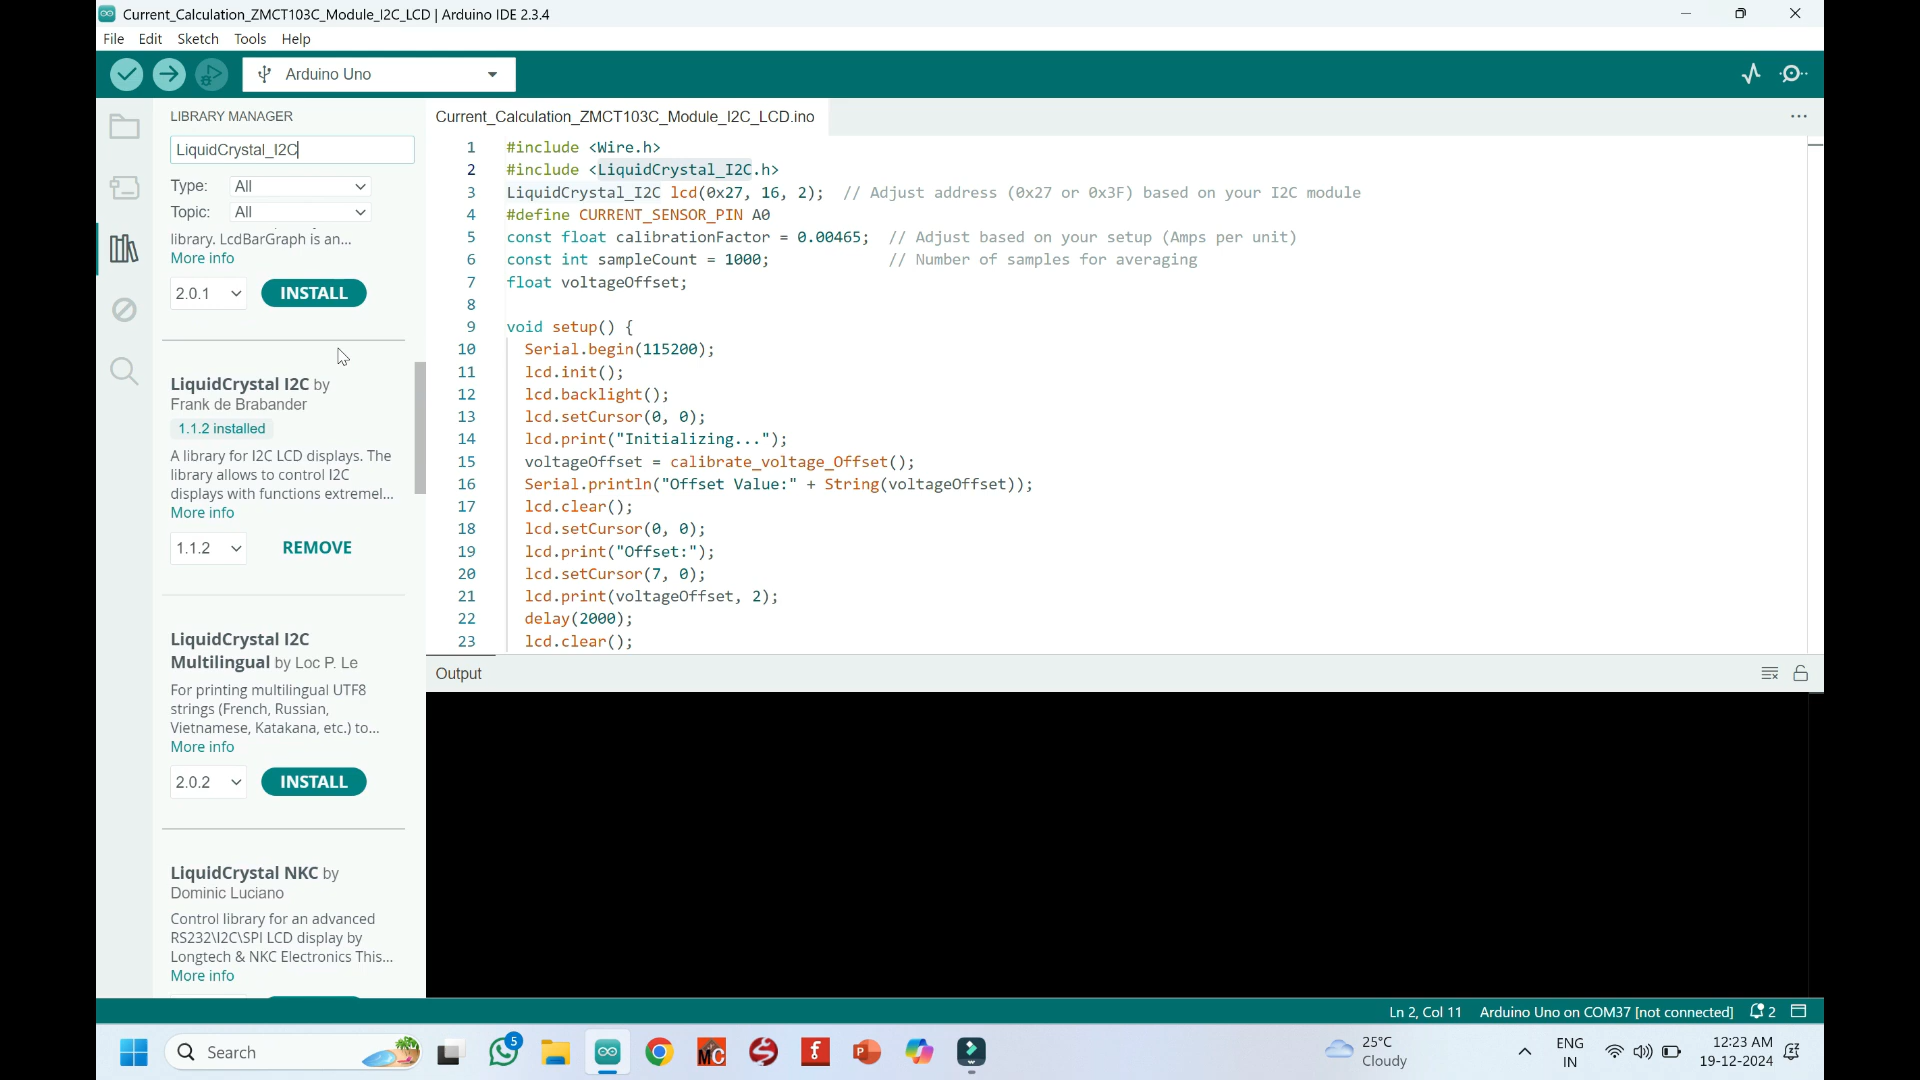 Current_Calculation_ZMCT103C_Module_I2C_LCD | Arduino IDE 2.3.4
File Edit Sketch Tools Help
Arduino Uno
LIBRARY MANAGER
LiquidCrystal_I2C
Type: All
Topic: All
library. LcdBarGraph is an...
More info
2.0.1 INSTALL
LiquidCrystal I2C by
Frank de Brabander
1.1.2 installed
A library for I2C LCD displays. The
library allows to control I2C
displays with functions extremel...
More info
1.1.2 REMOVE
LiquidCrystal I2C
Multilingual by Loc P. Le
For printing multilingual UTF8
strings (French, Russian,
Vietnamese, Katakana, etc.) to...
More info
2.0.2 INSTALL
LiquidCrystal NKC by
Dominic Luciano
Control library for an advanced
RS232\I2C\SPI LCD display by
Longtech & NKC Electronics This...
More info
Current_Calculation_ZMCT103C_Module_I2C_LCD.ino
1 #include <Wire.h>
2 #include <LiquidCrystal_I2C.h>
3 LiquidCrystal_I2C lcd(0x27, 16, 2); // Adjust address (0x27 or 0x3F) based on your I2C module
4 #define CURRENT_SENSOR_PIN A0
5 const float calibrationFactor = 0.00465; // Adjust based on your setup (Amps per unit)
6 const int sampleCount = 1000; // Number of samples for averaging
7 float voltageOffset;
8
9 void setup() {
10 Serial.begin(115200);
11 lcd.init();
12 lcd.backlight();
13 lcd.setCursor(0, 0);
14 lcd.print("Initializing...");
15 voltageOffset = calibrate_voltage_Offset();
16 Serial.println("Offset Value:" + String(voltageOffset));
17 lcd.clear();
18 lcd.setCursor(0, 0);
19 lcd.print("Offset:");
20 lcd.setCursor(7, 0);
21 lcd.print(voltageOffset, 2);
22 delay(2000);
23 lcd.clear();
Output
Ln 2, Col 11 Arduino Uno on COM37 [not connected] 2
Search
5
MC
f
P
25°C
Cloudy
ENG
IN
12:23 AM
19-12-2024